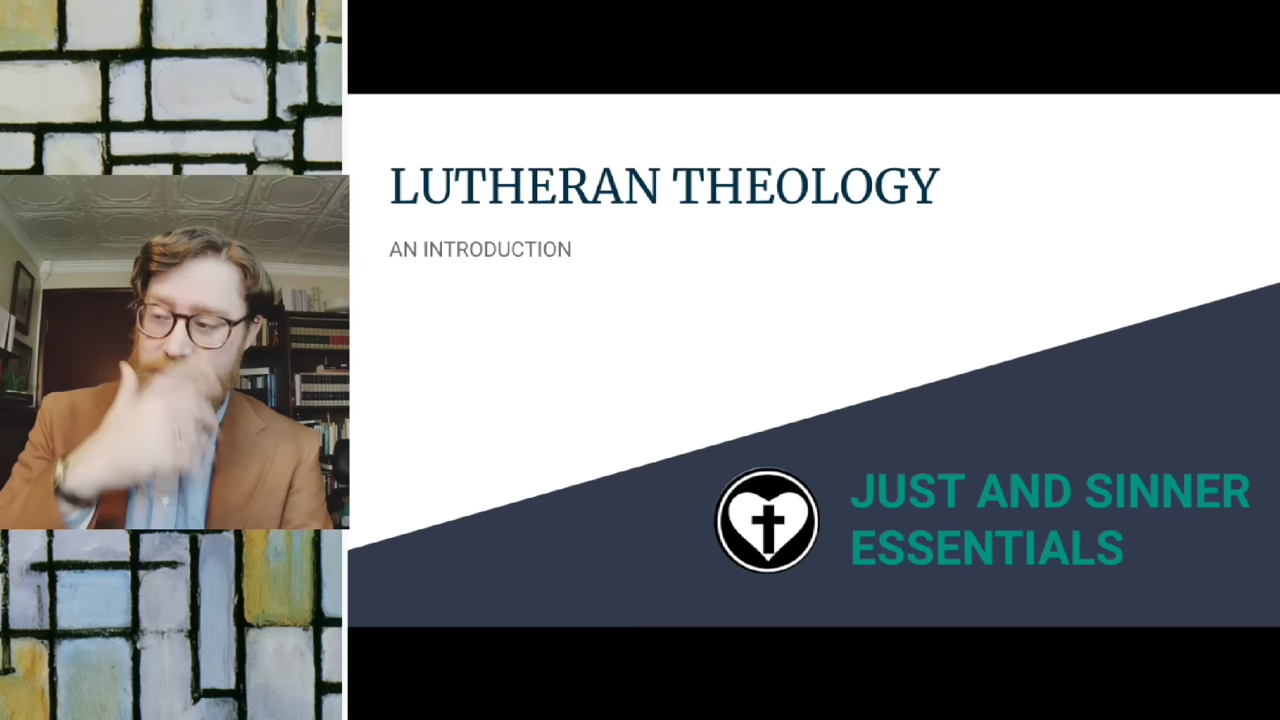 LUTHERAN THEOLOGY
AN INTRODUCTION
JUST AND SINNER
ESSENTIALS